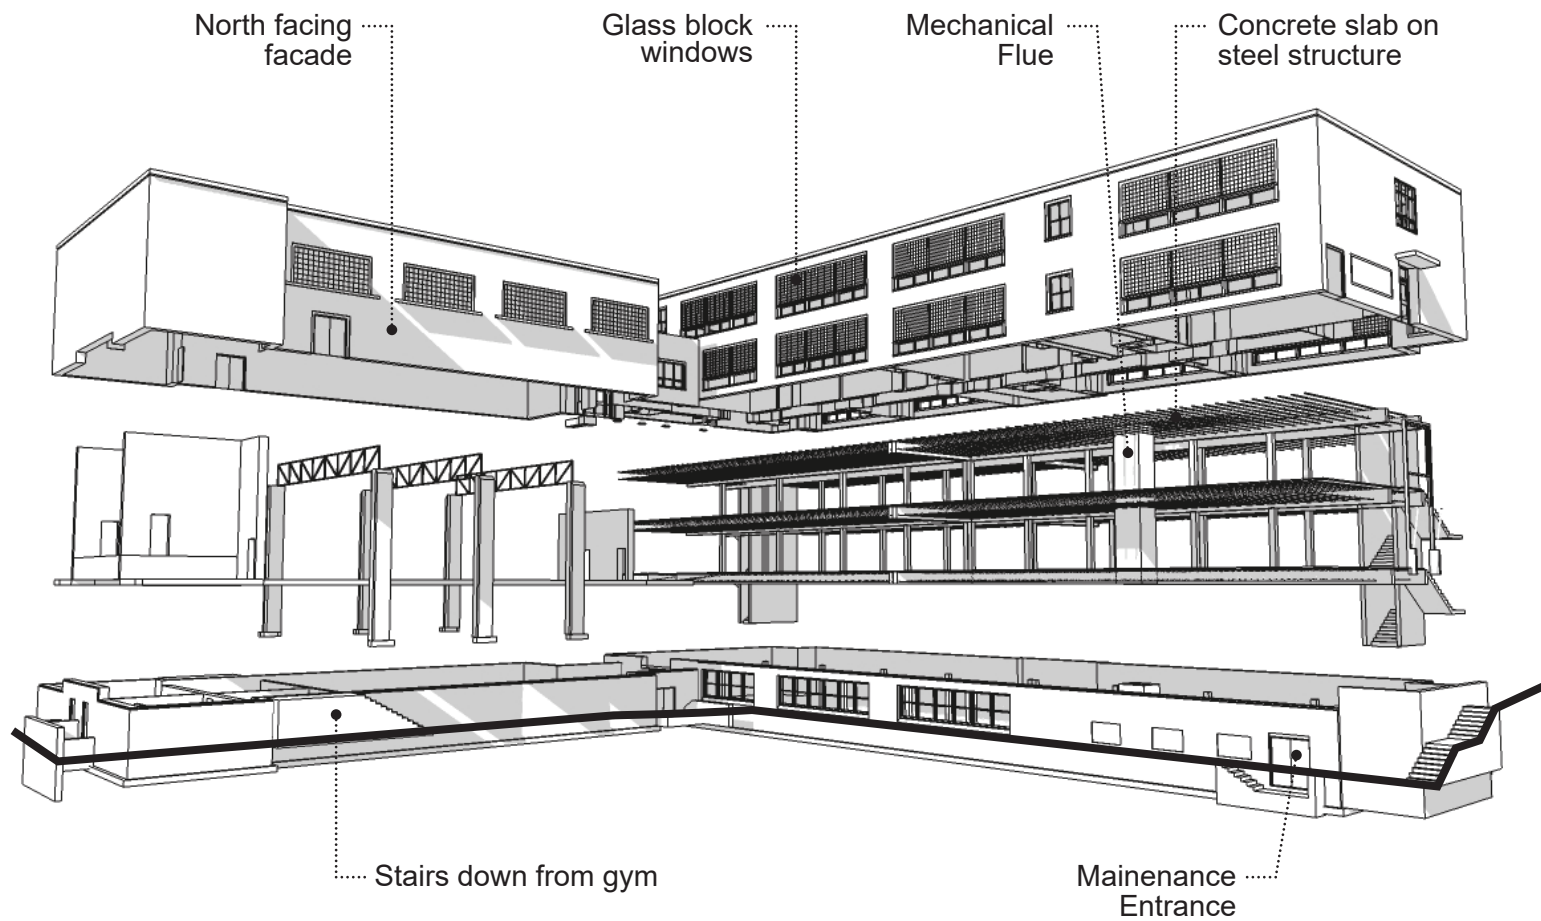 North facing
facade
Glass block
windows
Mechanical
Flue
Concrete slab on
steel structure
Stairs down from gym
Mainenance
Entrance